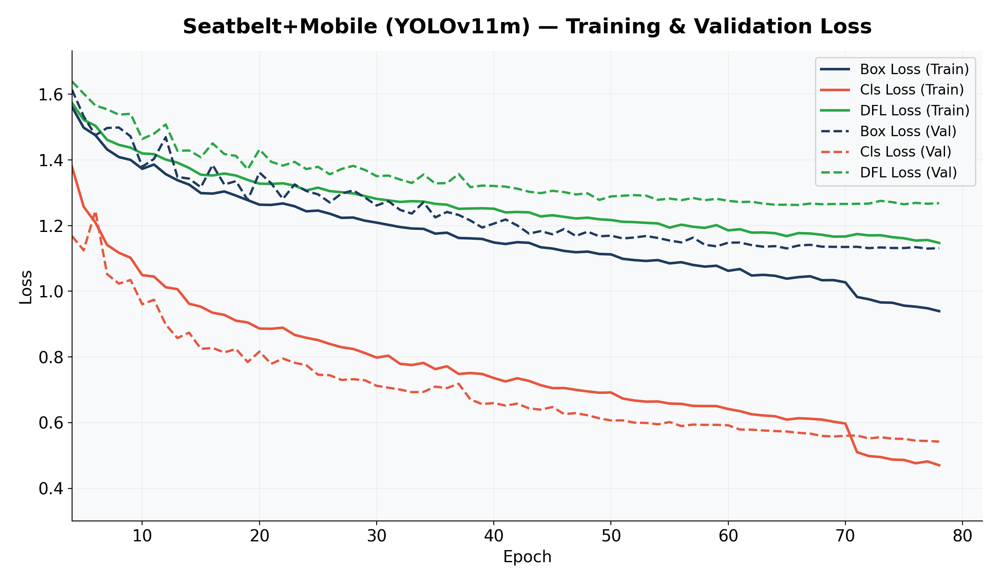 Seatbelt+Mobile (YOLOv11m) — Training & Validation Loss
Box Loss (Train)
Cls Loss (Train)
DFL Loss (Train)
Box Loss (Val)
Cls Loss (Val)
DFL Loss (Val)
Loss
1.6
1.4
1.2
1.0
0.8
0.6
0.4
10 20 30 40 50 60 70 80
Epoch